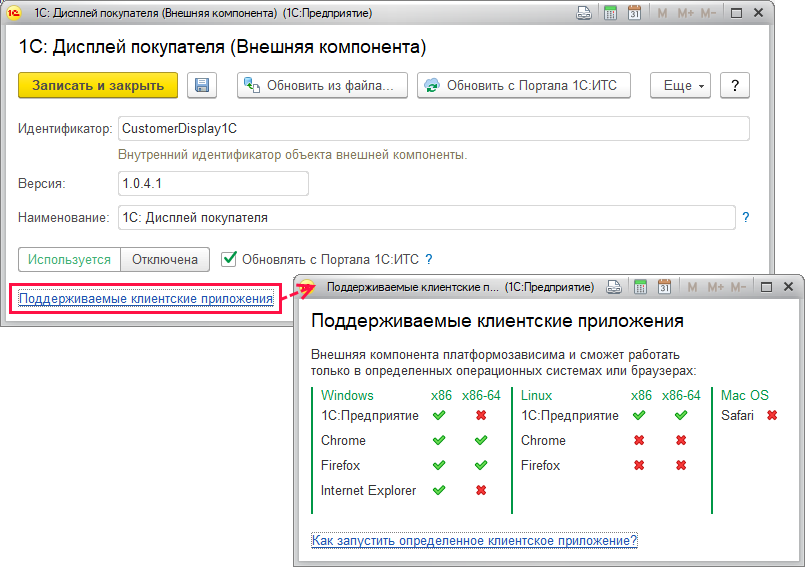 1С: Дисплей покупателя (Внешняя компонента) (1С:Предприятие)
M M+ M-
1С: Дисплей покупателя (Внешняя компонента)
Записать и закрыть Обновить из файла... Обновить с Портала 1С:ИТС Еще ?
Идентификатор: CustomerDisplay1C
Внутренний идентификатор объекта внешней компоненты.
Версия: 1.0.4.1
Наименование: 1С: Дисплей покупателя ?
Используется Отключена Обновлять с Портала 1С:ИТС ?
Поддерживаемые клиентские приложения
Поддерживаемые клиентские п... (1С:Предприятие) M M+ M-
Поддерживаемые клиентские приложения
Внешняя компонента платформозависима и сможет работать
только в определенных операционных системах или браузерах:
Windows x86 x86-64 Linux x86 x86-64 Mac OS
1С:Предприятие 1С:Предприятие Safari
Chrome Chrome
Firefox Firefox
Internet Explorer
Как запустить определенное клиентское приложение?